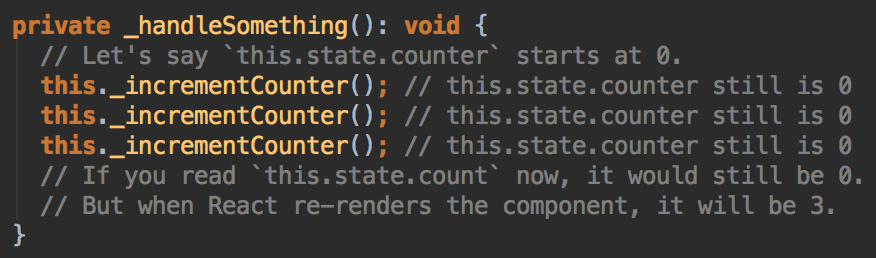 private _handleSomething(): void {
// Let's say `this.state.counter` starts at 0.
this._incrementCounter(); // this.state.counter still is 0
this._incrementCounter(); // this.state.counter still is 0
this._incrementCounter(); // this.state.counter still is 0
// If you read `this.state.count` now, it would still be 0.
// But when React re-renders the component, it will be 3.
}